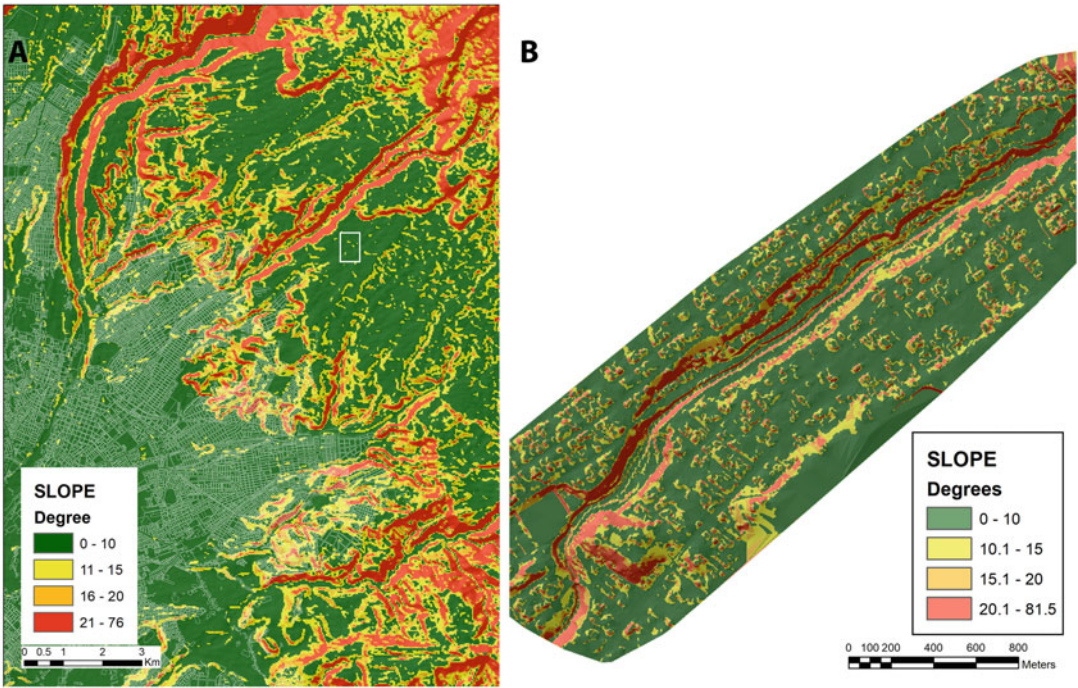 A
SLOPE
Degree
0 - 10
11 - 15
16 - 20
21 - 76
0 0.5 1 2 3
Km
B
SLOPE
Degrees
0 - 10
10.1 - 15
15.1 - 20
20.1 - 81.5
0 100 200 400 600 800
Meters